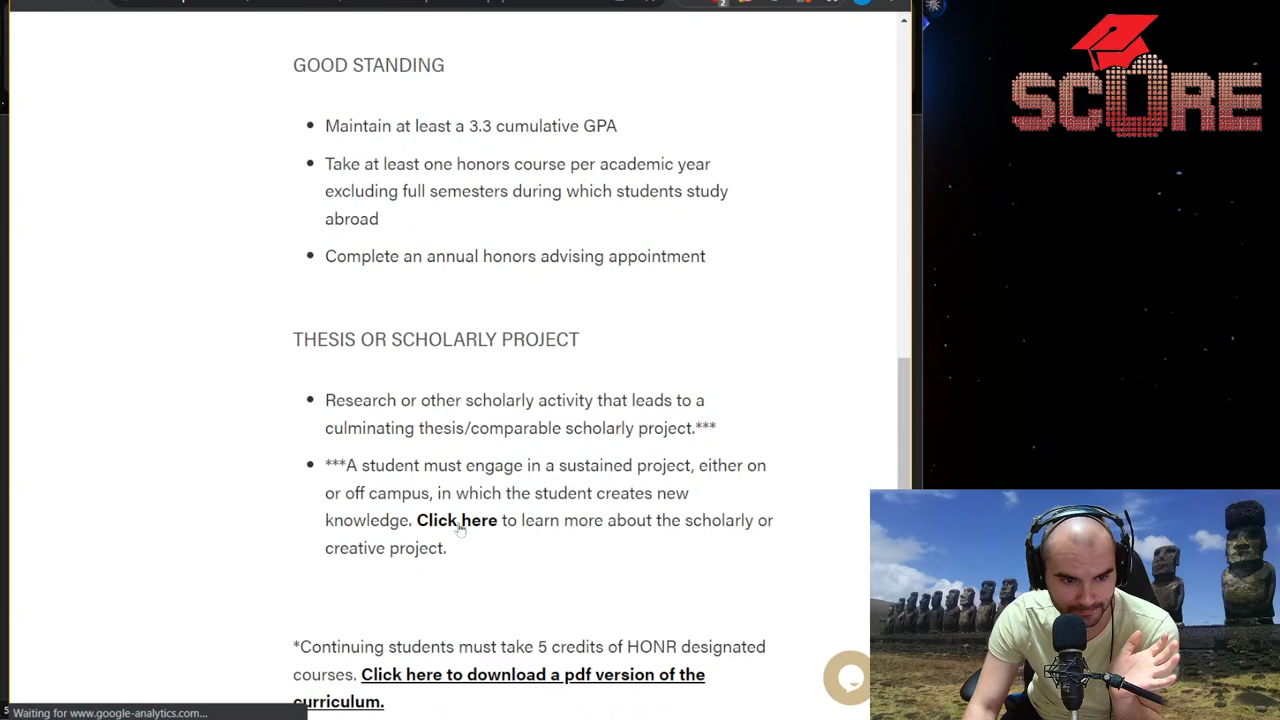 2
SCORE
GOOD STANDING
Maintain at least a 3.3 cumulative GPA
Take at least one honors course per academic year
excluding full semesters during which students study
abroad
Complete an annual honors advising appointment
THESIS OR SCHOLARLY PROJECT
Research or other scholarly activity that leads to a
culminating thesis/comparable scholarly project.***
***A student must engage in a sustained project, either on
or off campus, in which the student creates new
knowledge. Click here to learn more about the scholarly or
creative project.
*Continuing students must take 5 credits of HONR designated
courses. Click here to download a pdf version of the
curriculum.
5 Waiting for www.google-analytics.com...